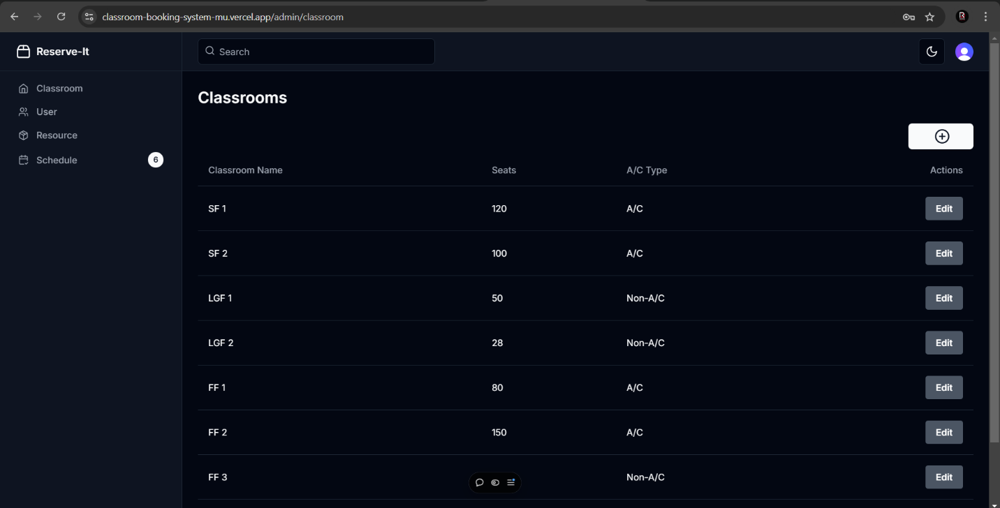 classroom-booking-system-mu.vercel.app/admin/classroom
Reserve-It
Search
Classroom
User
Resource
Schedule 6
Classrooms
Classroom Name Seats A/C Type Actions
SF 1 120 A/C Edit
SF 2 100 A/C Edit
LGF 1 50 Non-A/C Edit
LGF 2 28 Non-A/C Edit
FF 1 80 A/C Edit
FF 2 150 A/C Edit
FF 3 Non-A/C Edit